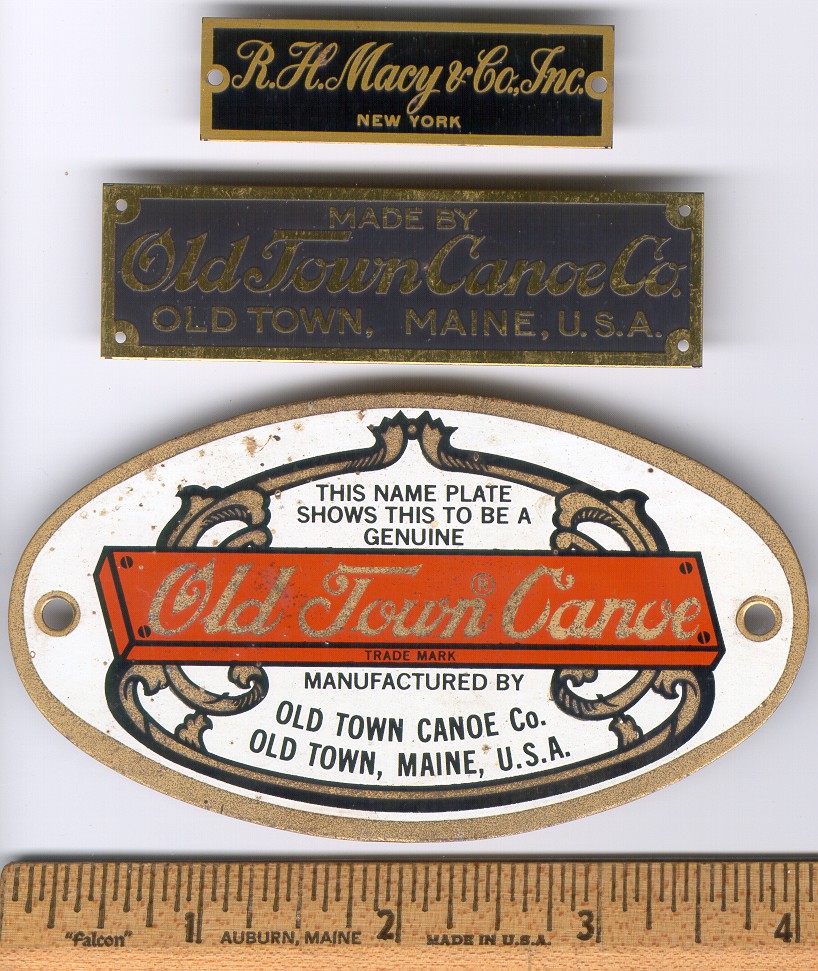 R.H. Macy & Co., Inc.
NEW YORK
MADE BY
Old Town Canoe Co.
OLD TOWN, MAINE, U.S.A.
THIS NAME PLATE
SHOWS THIS TO BE A
GENUINE
Old Town® Canoe
TRADE MARK
MANUFACTURED BY
OLD TOWN CANOE Co.
OLD TOWN, MAINE, U.S.A.
"Falcon" 1 AUBURN, MAINE 2 MADE IN U.S.A. 3 4